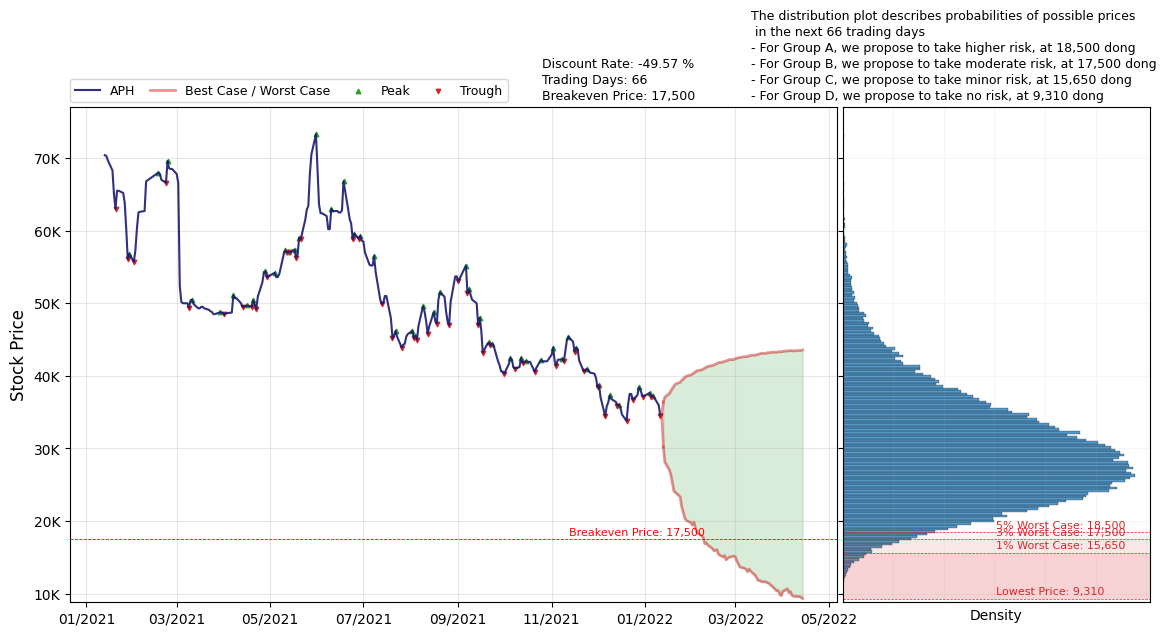 The distribution plot describes probabilities of possible prices
in the next 66 trading days
- For Group A, we propose to take higher risk, at 18,500 dong
- For Group B, we propose to take moderate risk, at 17,500 dong
- For Group C, we propose to take minor risk, at 15,650 dong
- For Group D, we propose to take no risk, at 9,310 dong
Discount Rate: -49.57 %
Trading Days: 66
Breakeven Price: 17,500
APH Best Case / Worst Case Peak Trough
Stock Price
70K
60K
50K
40K
30K
20K
10K
Breakeven Price: 17,500
5% Worst Case: 18,500
3% Worst Case: 17,500
1% Worst Case: 15,650
Lowest Price: 9,310
01/2021 03/2021 05/2021 07/2021 09/2021 11/2021 01/2022 03/2022 05/2022
Density